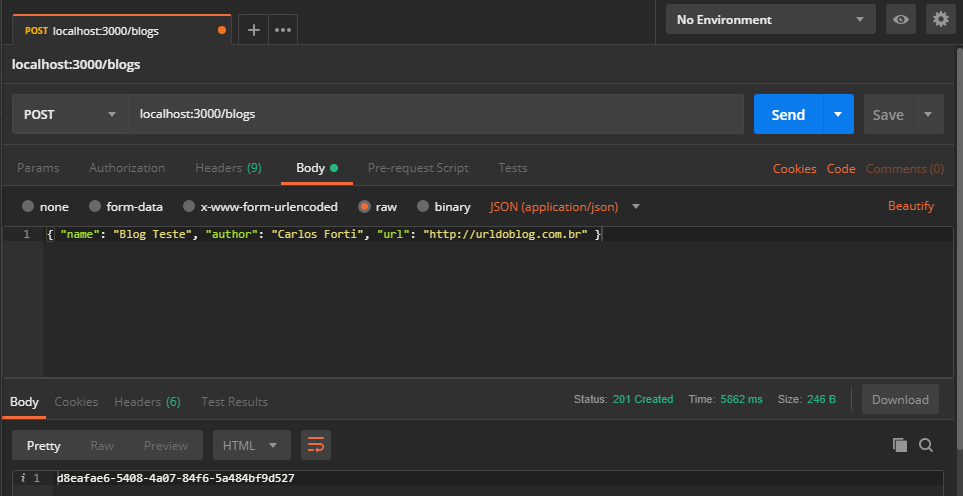 POST localhost:3000/blogs
No Environment
localhost:3000/blogs
POST localhost:3000/blogs Send Save
Params Authorization Headers (9) Body Pre-request Script Tests Cookies Code Comments (0)
none form-data x-www-form-urlencoded raw binary JSON (application/json) Beautify
1 { "name": "Blog Teste", "author": "Carlos Forti", "url": "http://urldoblog.com.br" }
Body Cookies Headers (6) Test Results Status: 201 Created Time: 5862 ms Size: 246 B Download
Pretty Raw Preview HTML
i 1 d8eafae6-5408-4a07-84f6-5a484bf9d527